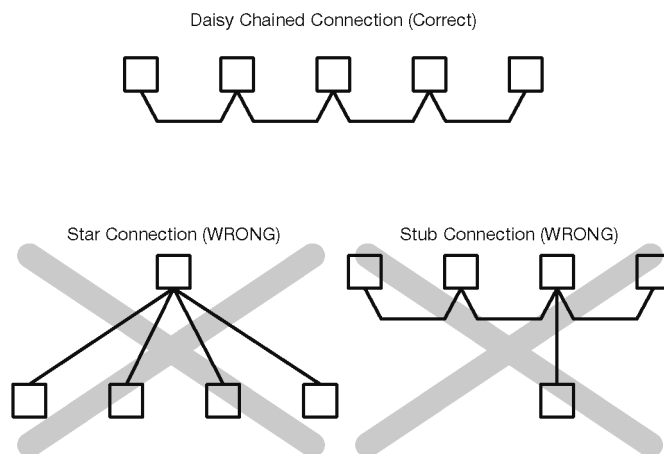 Daisy Chained Connection (Correct)
Star Connection (WRONG)
Stub Connection (WRONG)